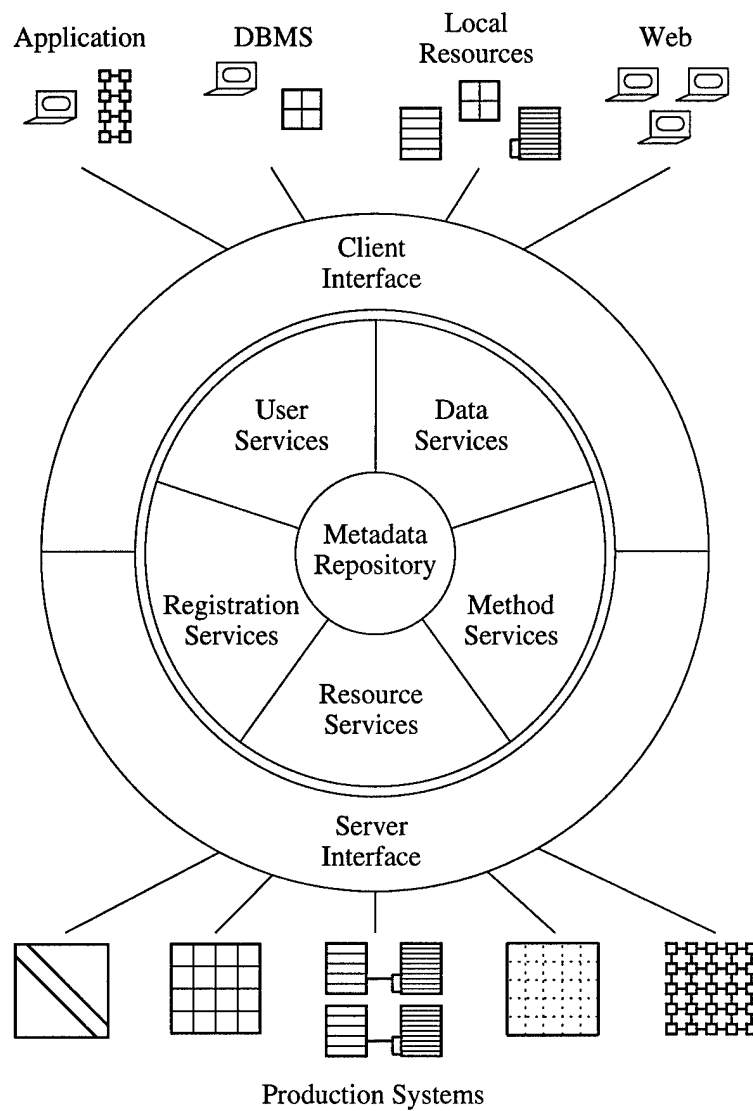 Application
DBMS
Local
Resources
Web
Client
Interface
User
Services
Data
Services
Metadata
Repository
Registration
Services
Method
Services
Resource
Services
Server
Interface
Production Systems